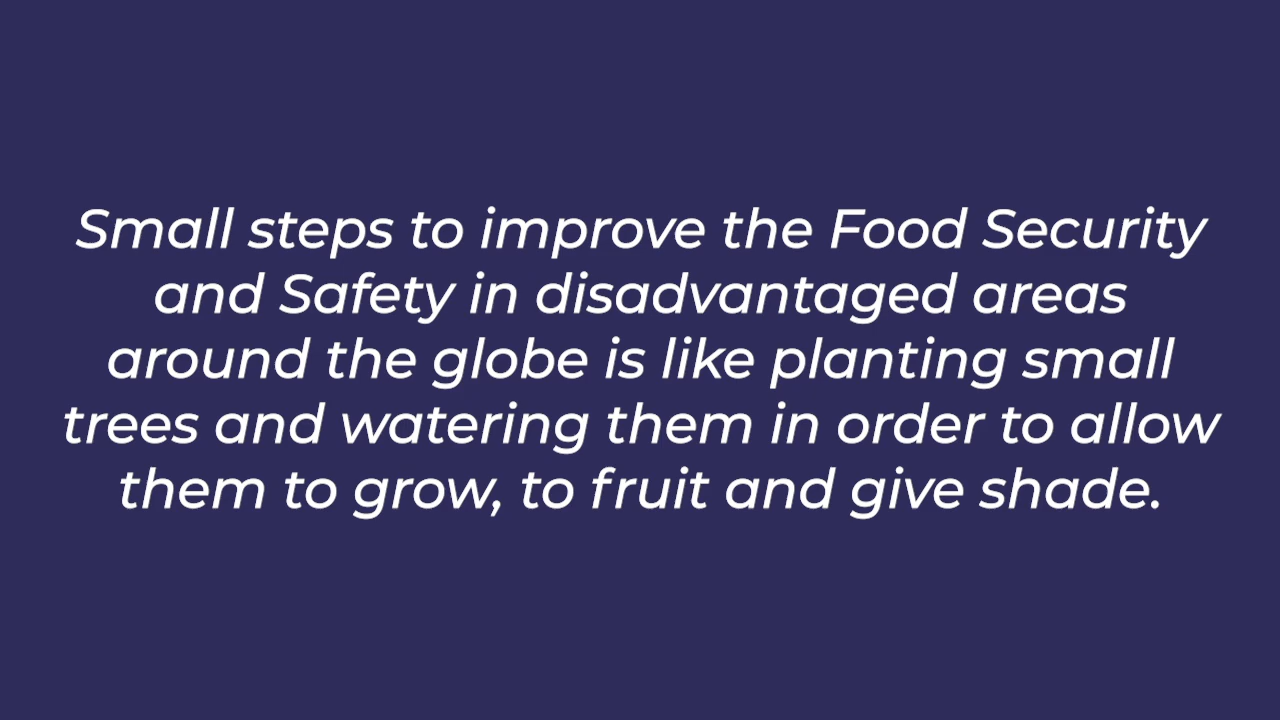 Small steps to improve the Food Security
and Safety in disadvantaged areas
around the globe is like planting small
trees and watering them in order to allow
them to grow, to fruit and give shade.